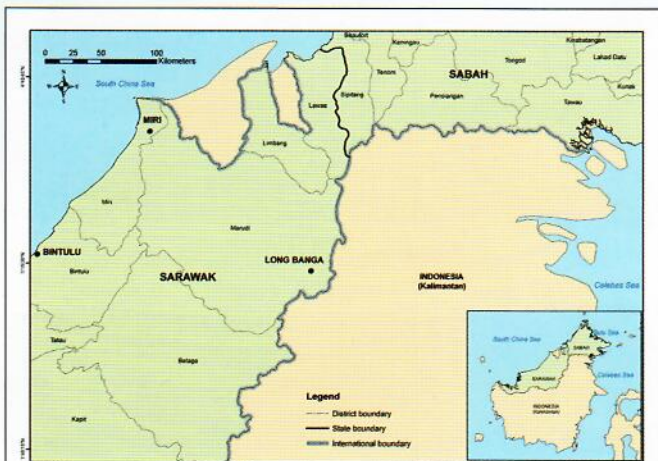 Kinabatangan
Keningau
Tongod
Lahad Datu
0 25 50 100
Kilometers
South China Sea
SABAH
Tenom
Kunak
Sipitang
Pensiangan
Tawau
Lawas
MIRI
Limbang
Miri
Marudi
BINTULU
LONG BANGA
SARAWAK
INDONESIA
(Kalimantan)
Bintulu
Celebes Sea
South China Sea
Sulu Sea
SABAH
Tatau
Belaga
SARAWAK
Celebes Sea
INDONESIA
(Kalimantan)
Legend
District boundary
State boundary
International boundary
Kapit